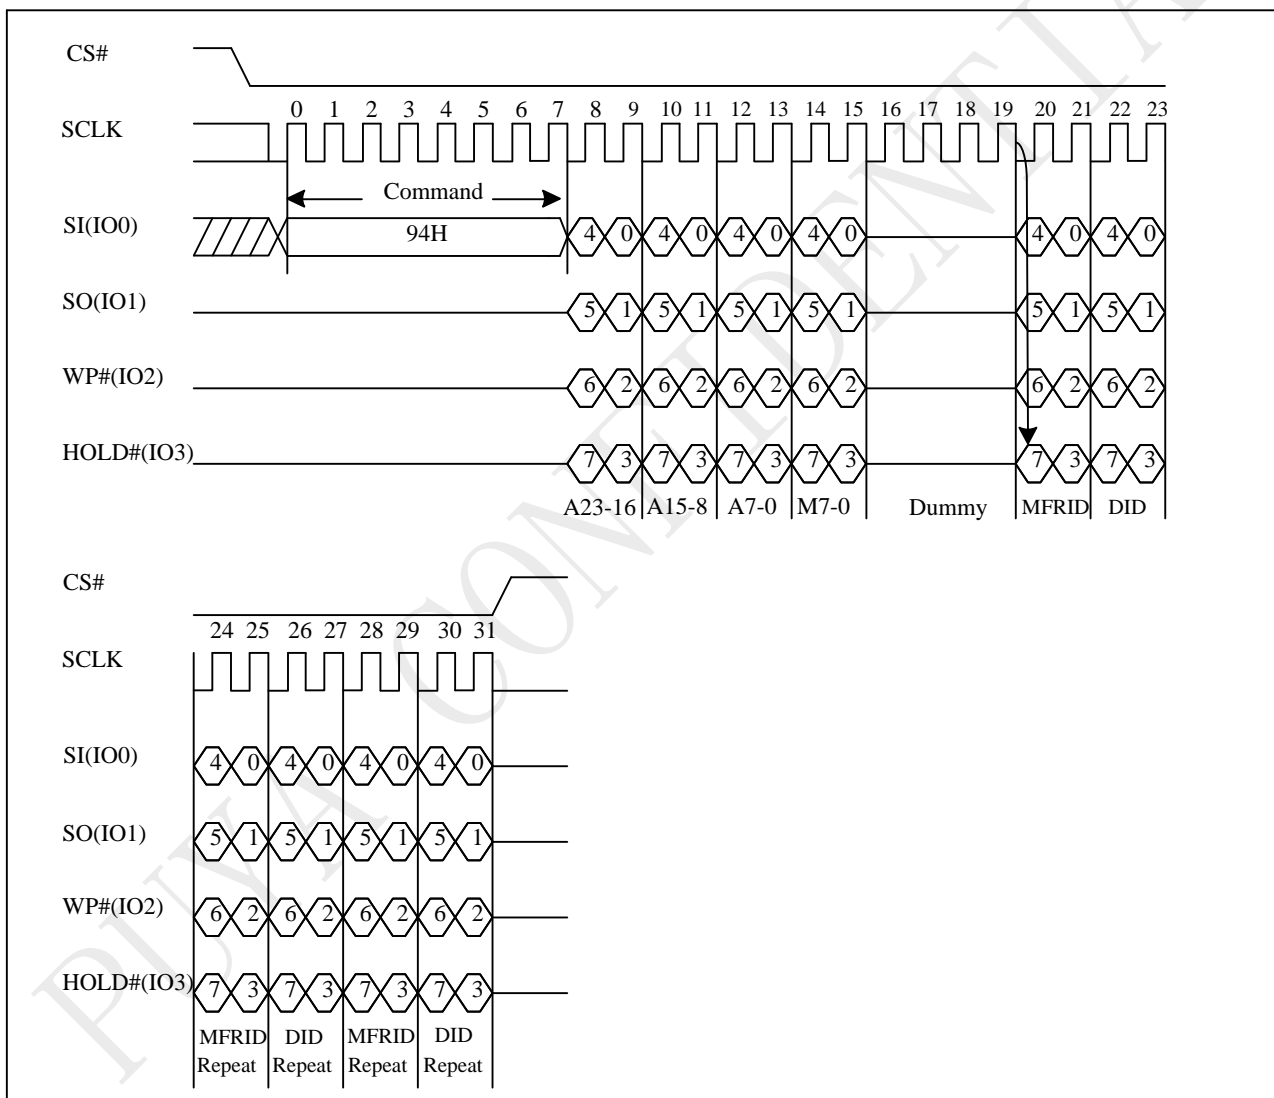 CS#
0 1 2 3 4 5 6 7 8 9 10 11 12 13 14 15 16 17 18 19 20 21 22 23
SCLK
Command
SI(IO0) 94H 4 0 4 0 4 0 4 0 4 0 4 0
SO(IO1) 5 1 5 1 5 1 5 1 5 1 5 1
WP#(IO2) 6 2 6 2 6 2 6 2 6 2 6 2
HOLD#(IO3) 7 3 7 3 7 3 7 3 7 3 7 3
A23-16 A15-8 A7-0 M7-0 Dummy MFRID DID
CS#
24 25 26 27 28 29 30 31
SCLK
SI(IO0) 4 0 4 0 4 0 4 0
SO(IO1) 5 1 5 1 5 1 5 1
WP#(IO2) 6 2 6 2 6 2 6 2
HOLD#(IO3) 7 3 7 3 7 3 7 3
MFRID DID MFRID DID
Repeat Repeat Repeat Repeat
PUYA CONFIDENTIA